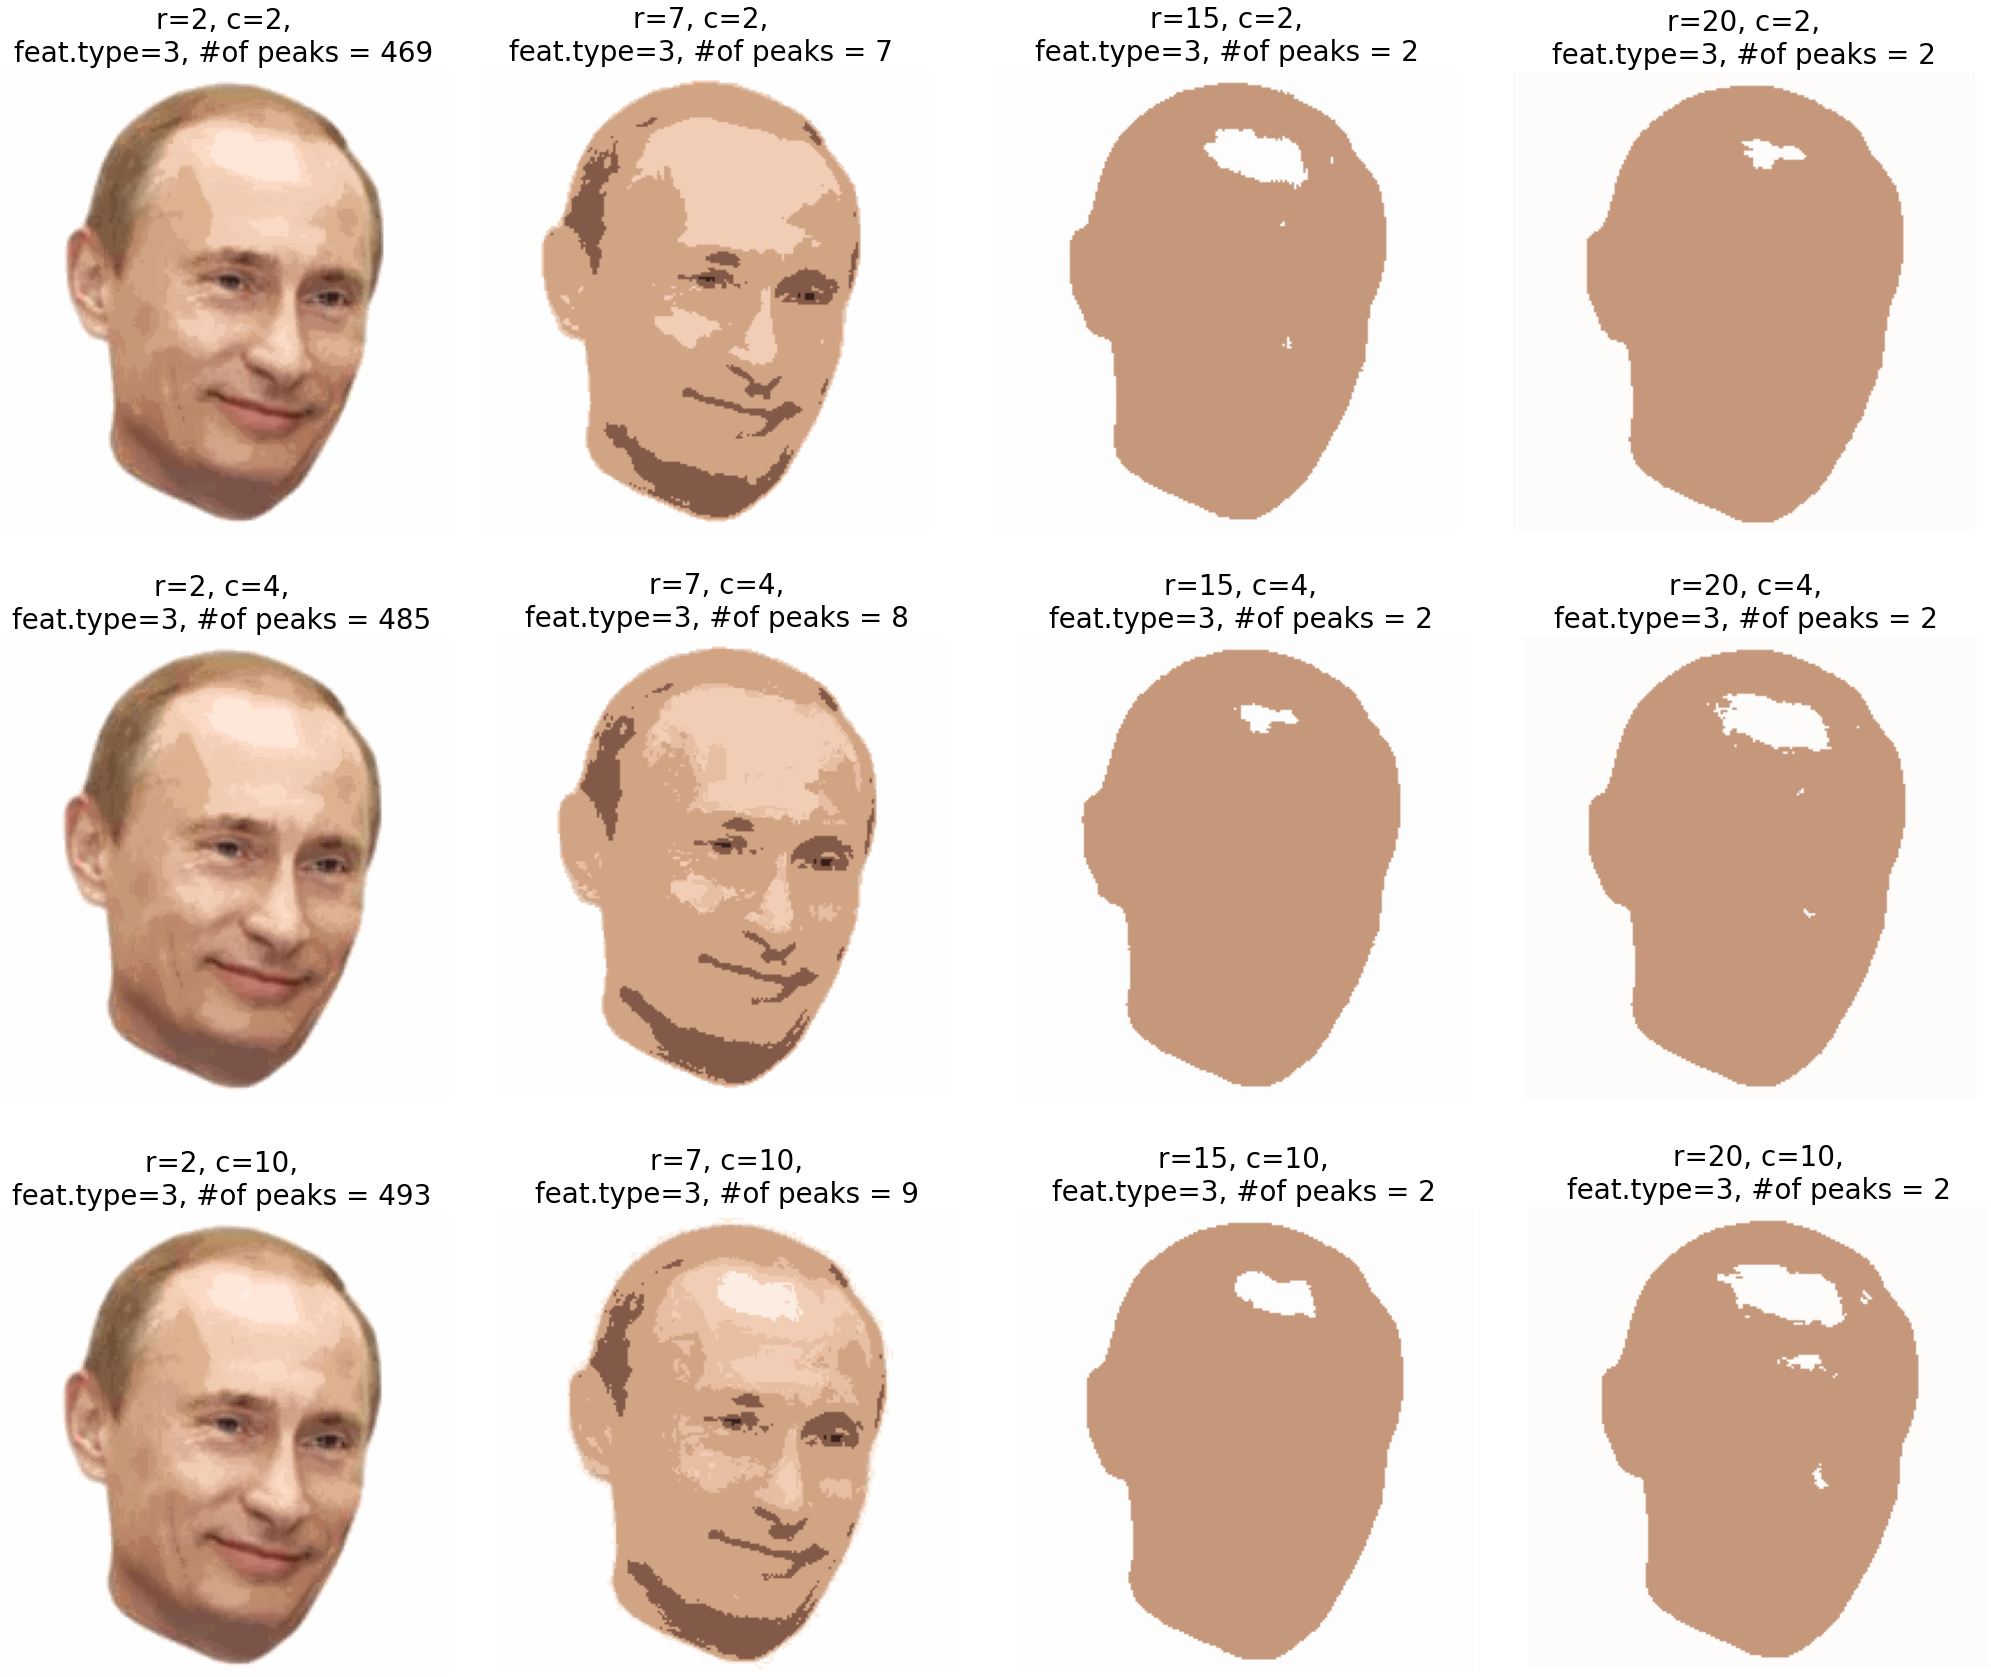 r=2, c=2,
feat.type=3, #of peaks = 469
r=7, c=2,
feat.type=3, #of peaks = 7
r=15, c=2,
feat.type=3, #of peaks = 2
r=20, c=2,
feat.type=3, #of peaks = 2
r=2, c=4,
feat.type=3, #of peaks = 485
r=7, c=4,
feat.type=3, #of peaks = 8
r=15, c=4,
feat.type=3, #of peaks = 2
r=20, c=4,
feat.type=3, #of peaks = 2
r=2, c=10,
feat.type=3, #of peaks = 493
r=7, c=10,
feat.type=3, #of peaks = 9
r=15, c=10,
feat.type=3, #of peaks = 2
r=20, c=10,
feat.type=3, #of peaks = 2